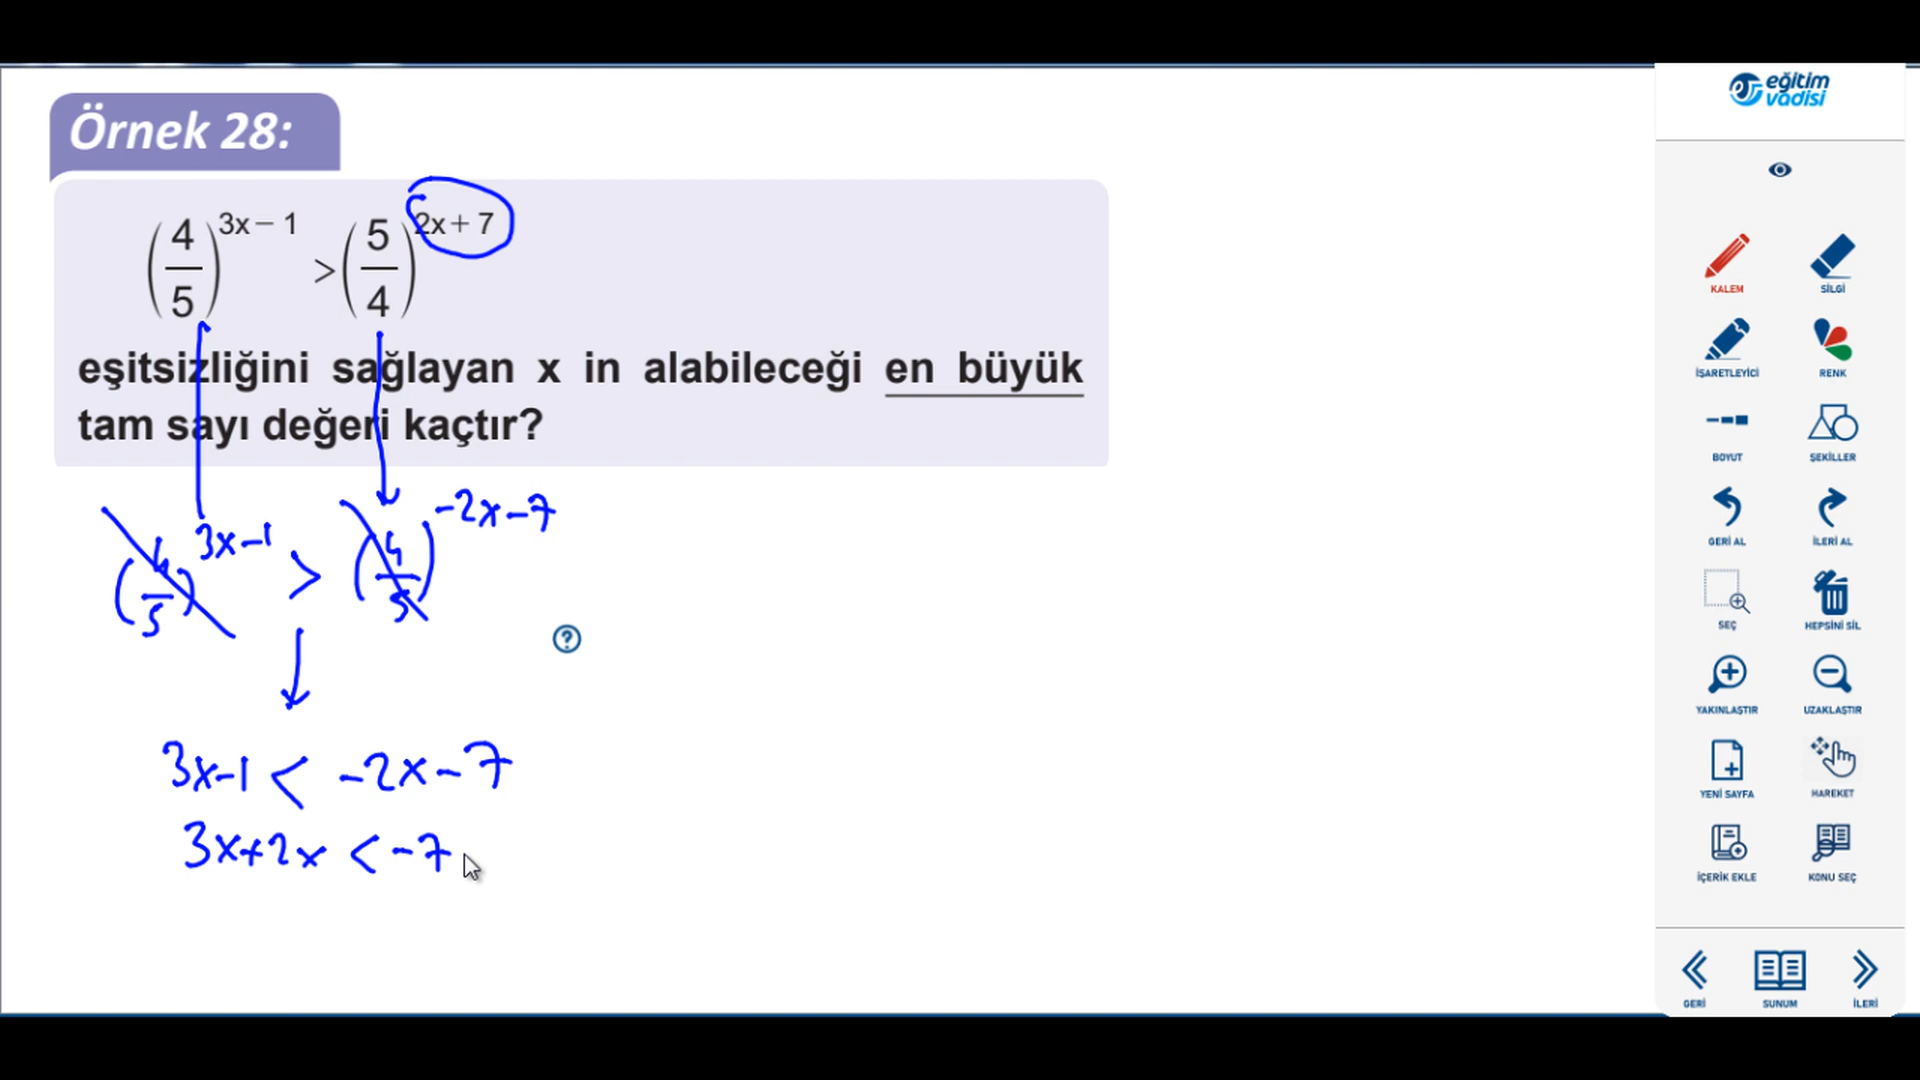 Örnek 28:
(4/5)^(3x − 1) > (5/4)^(2x + 7)
eşitsizliğini sağlayan x in alabileceği en büyük
tam sayı değeri kaçtır?
(4/5)^(3x−1) > (4/5)^(−2x−7)
3x−1 < −2x−7
3x+2x < −7
eğitim
vadisi
KALEM SİLGİ
İŞARETLEYİCİ RENK
BOYUT ŞEKİLLER
GERİ AL İLERİ AL
SEÇ HEPSİNİ SİL
YAKINLAŞTIR UZAKLAŞTIR
YENİ SAYFA HAREKET
İÇERİK EKLE KONU SEÇ
GERİ SUNUM İLERİ